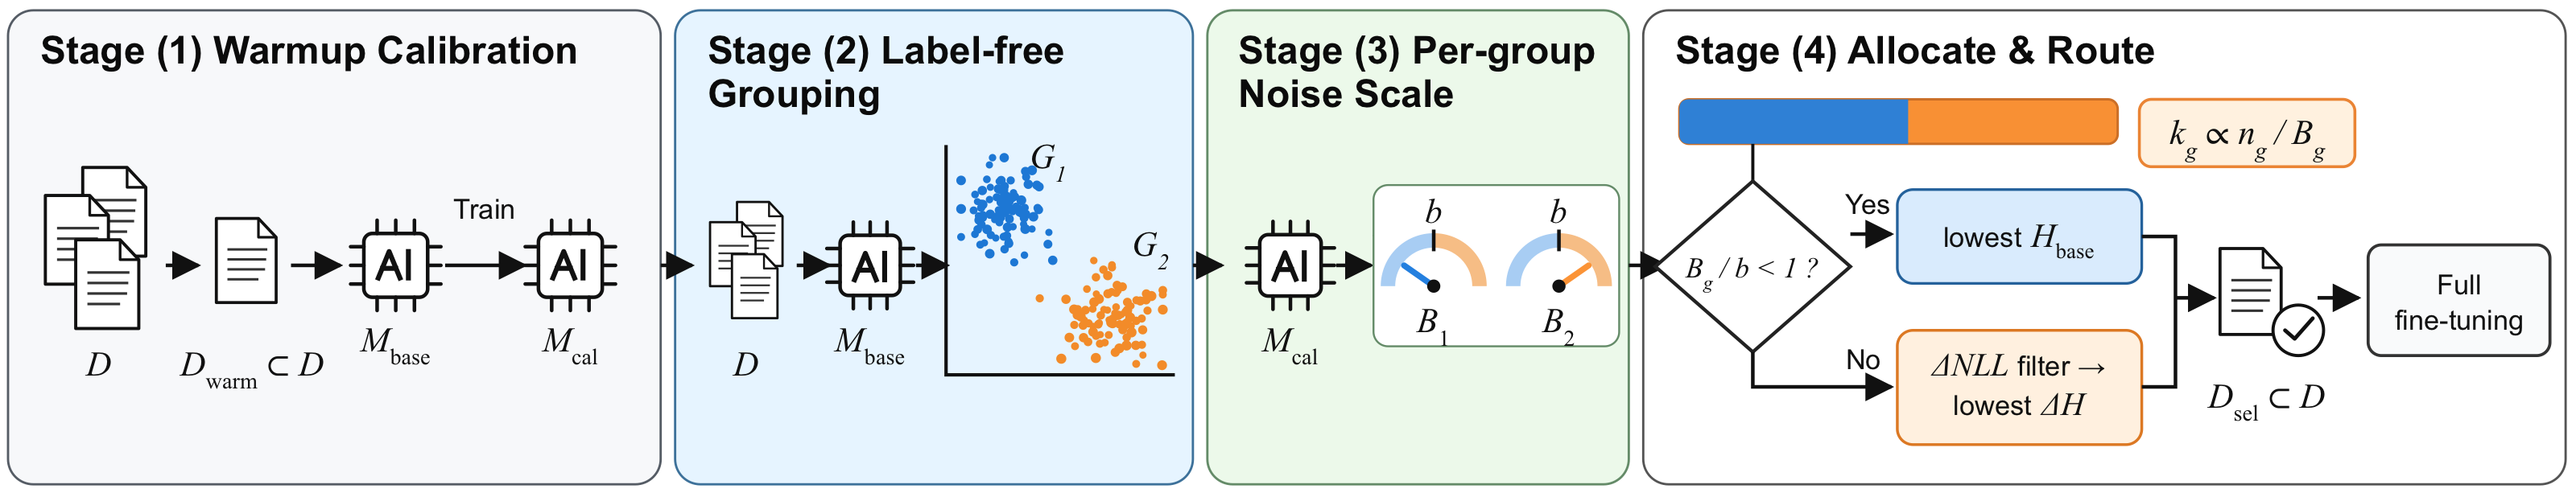 Stage (1) Warmup Calibration
D
D_warm ⊂ D
M_base
Train
M_cal
AI
AI
Stage (2) Label-free
Grouping
D
AI
M_base
G_1
G_2
Stage (3) Per-group
Noise Scale
AI
M_cal
b
B_1
b
B_2
Stage (4) Allocate & Route
k_g ∝ n_g / B_g
B_g / b < 1 ?
Yes
lowest H_base
No
ΔNLL filter →
lowest ΔH
D_sel ⊂ D
Full
fine-tuning